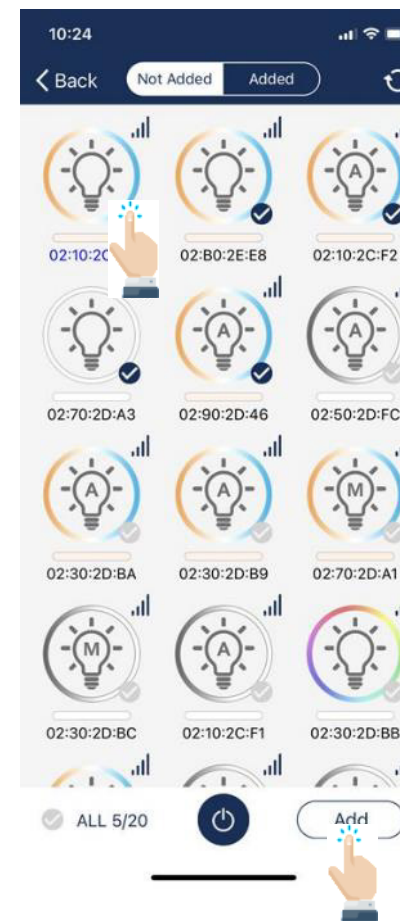 10:24
Back Not Added Added
A
02:10:2C
02:B0:2E:E8
02:10:2C:F2
A A
02:70:2D:A3
02:90:2D:46
02:50:2D:FC
A A M
02:30:2D:BA
02:30:2D:B9
02:70:2D:A1
M A
02:30:2D:BC
02:10:2C:F1
02:30:2D:BB
ALL 5/20
Add